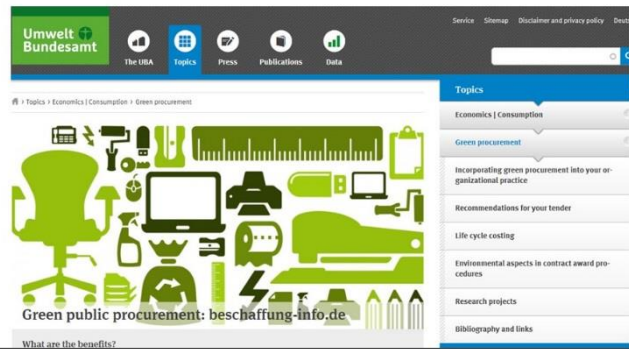 Service Sitemap Disclaimer and privacy policy
Umwelt
Bundesamt
The UBA Topics Press Publications Data
› Topics › Economics | Consumption › Green procurement
Green public procurement: beschaffung-info.de
What are the benefits?
Topics
Economics | Consumption
Green procurement
Incorporating green procurement into your or-
ganizational practice
Recommendations for your tender
Life cycle costing
Environmental aspects in contract award pro-
cedures
Research projects
Bibliography and links